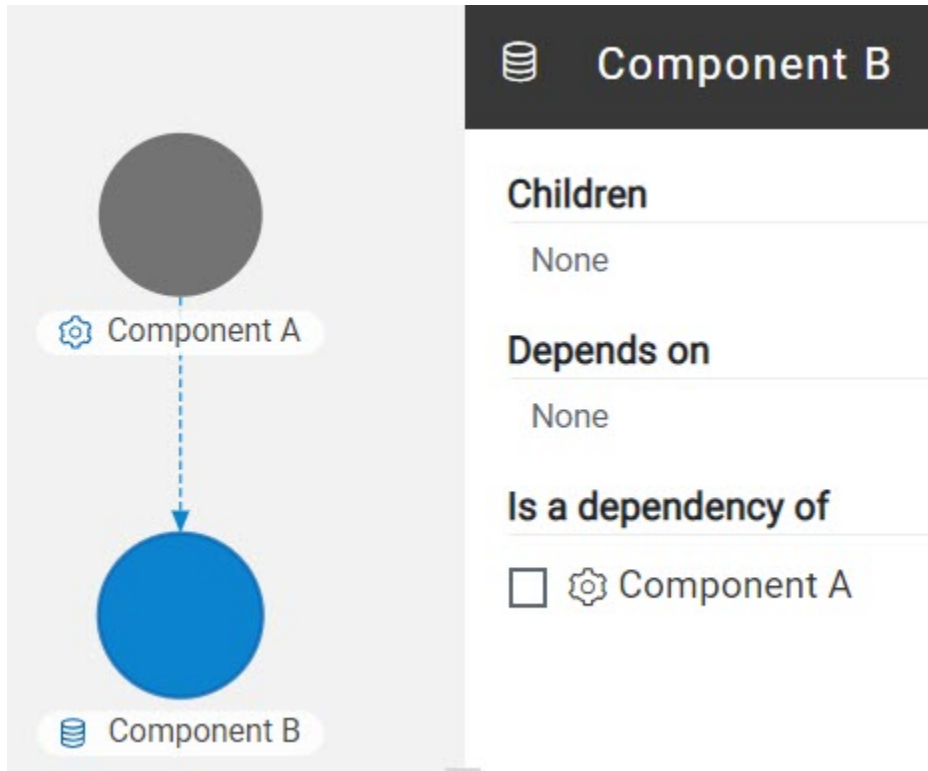 Component A
Component B
Component B
Children
None
Depends on
None
Is a dependency of
Component A